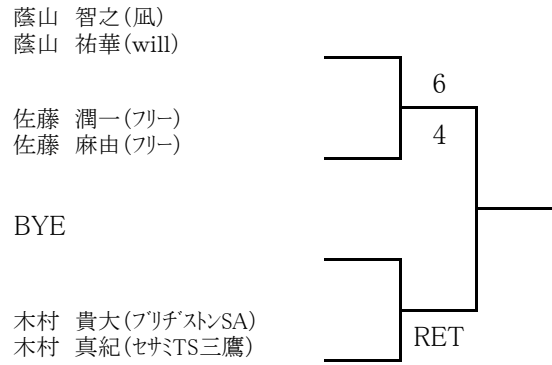 蔭山　智之（凪）
蔭山　祐華（will）
6
佐藤　潤一（ﾌﾘｰ）
佐藤　麻由（ﾌﾘｰ）
4
BYE
木村　貴大（ﾌﾞﾘﾁﾞｽﾄﾝSA）
木村　真紀（ｾｻﾐTS三鷹）
RET